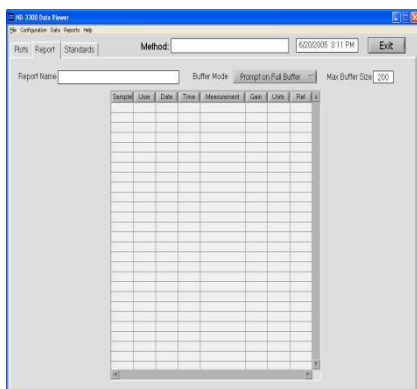 ND-3300 Data Viewer
File Configuration Data Reports Help
Plots Report Standards Method: 6/20/2005 3:11 PM Exit
Report Name Buffer Mode Prompt on Full Buffer Max Buffer Size 200
Sample User Date Time Measurement Gain Units Ref